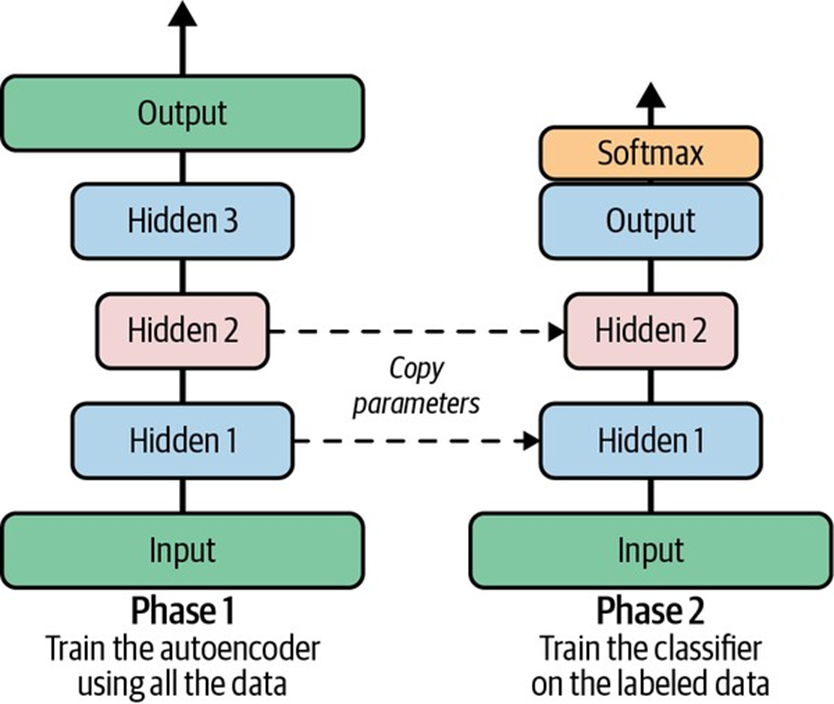 Output
Hidden 3
Hidden 2
Hidden 1
Input
Phase 1
Train the autoencoder
using all the data
Copy
parameters
Softmax
Output
Hidden 2
Hidden 1
Input
Phase 2
Train the classifier
on the labeled data